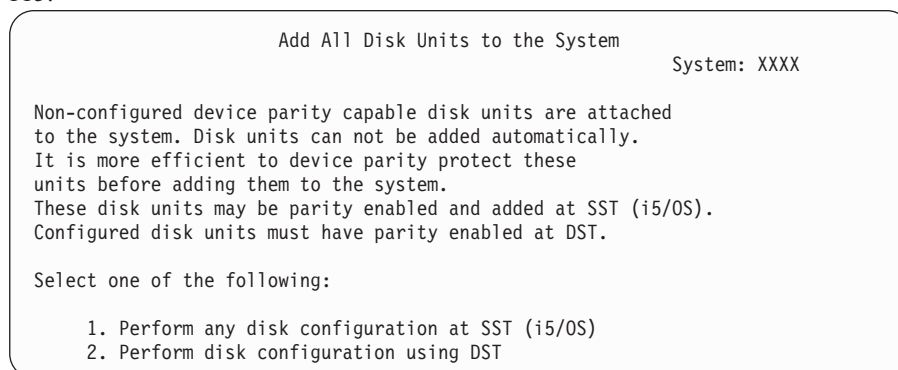 Add All Disk Units to the System
System: XXXX
Non-configured device parity capable disk units are attached
to the system. Disk units can not be added automatically.
It is more efficient to device parity protect these
units before adding them to the system.
These disk units may be parity enabled and added at SST (i5/OS).
Configured disk units must have parity enabled at DST.
Select one of the following:
1. Perform any disk configuration at SST (i5/OS)
2. Perform disk configuration using DST